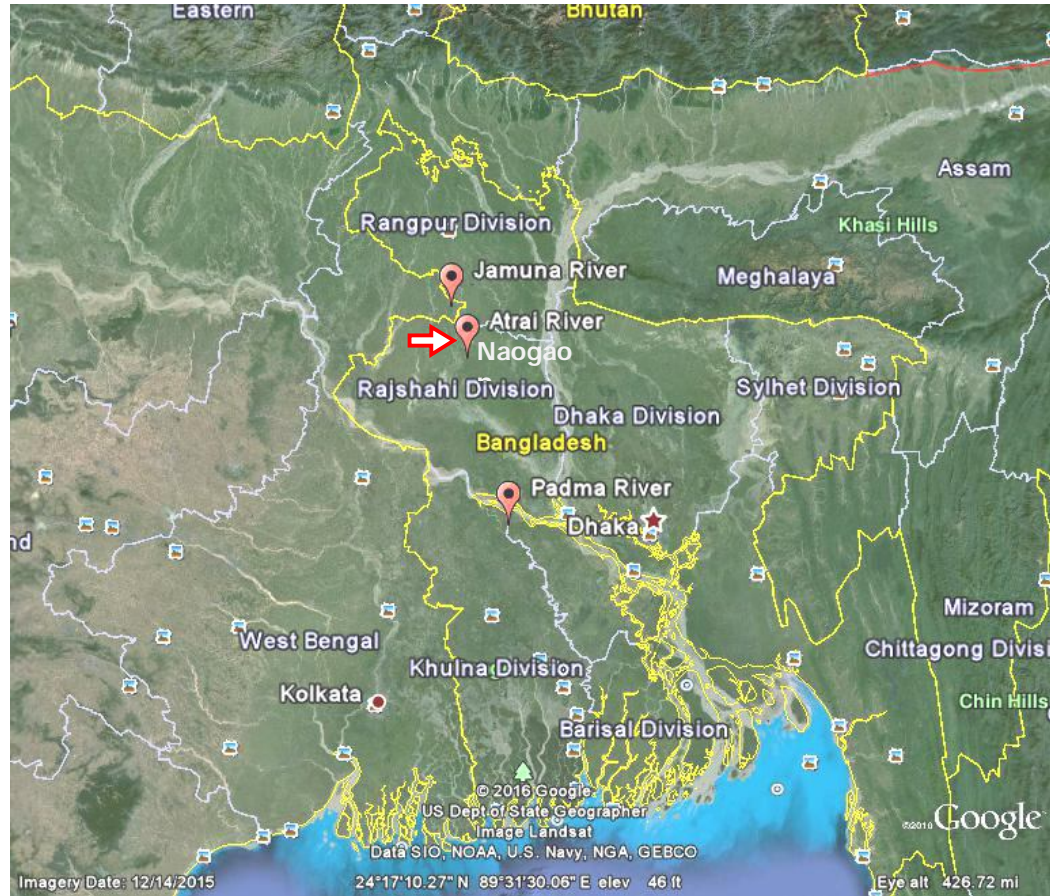 Eastern
Bhutan
Assam
Khasi Hills
Rangpur Division
Jamuna River
Meghalaya
Atrai River
Naogao
Rajshahi Division
Sylhet Division
Dhaka Division
Bangladesh
Padma River
Dhaka
nd
Mizoram
West Bengal
Chittagong Divisi
Khulna Division
Kolkata
Chin Hills
Barisal Division
© 2016 Google
US Dept of State Geographer
Image Landsat
Data SIO, NOAA, U.S. Navy, NGA, GEBCO
©2010 Google
Imagery Date: 12/14/2015 24°17'10.27" N 89°31'30.06" E elev 46 ft Eye alt 426.72 mi